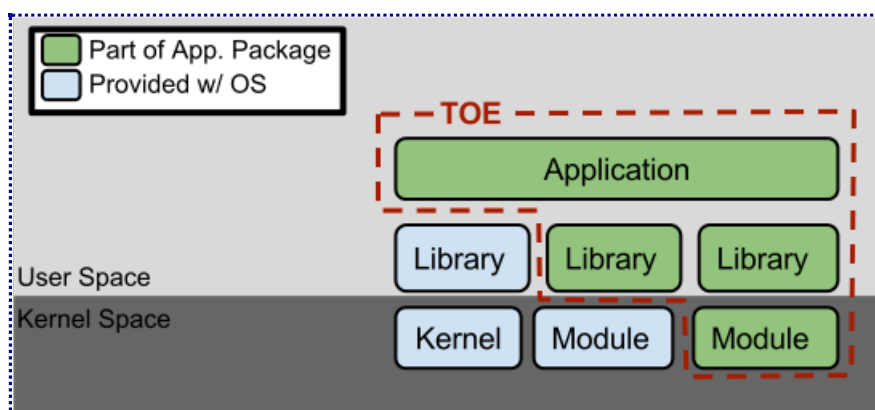 Part of App. Package
Provided w/ OS
TOE
Application
Library
Library
Library
User Space
Kernel Space
Kernel
Module
Module